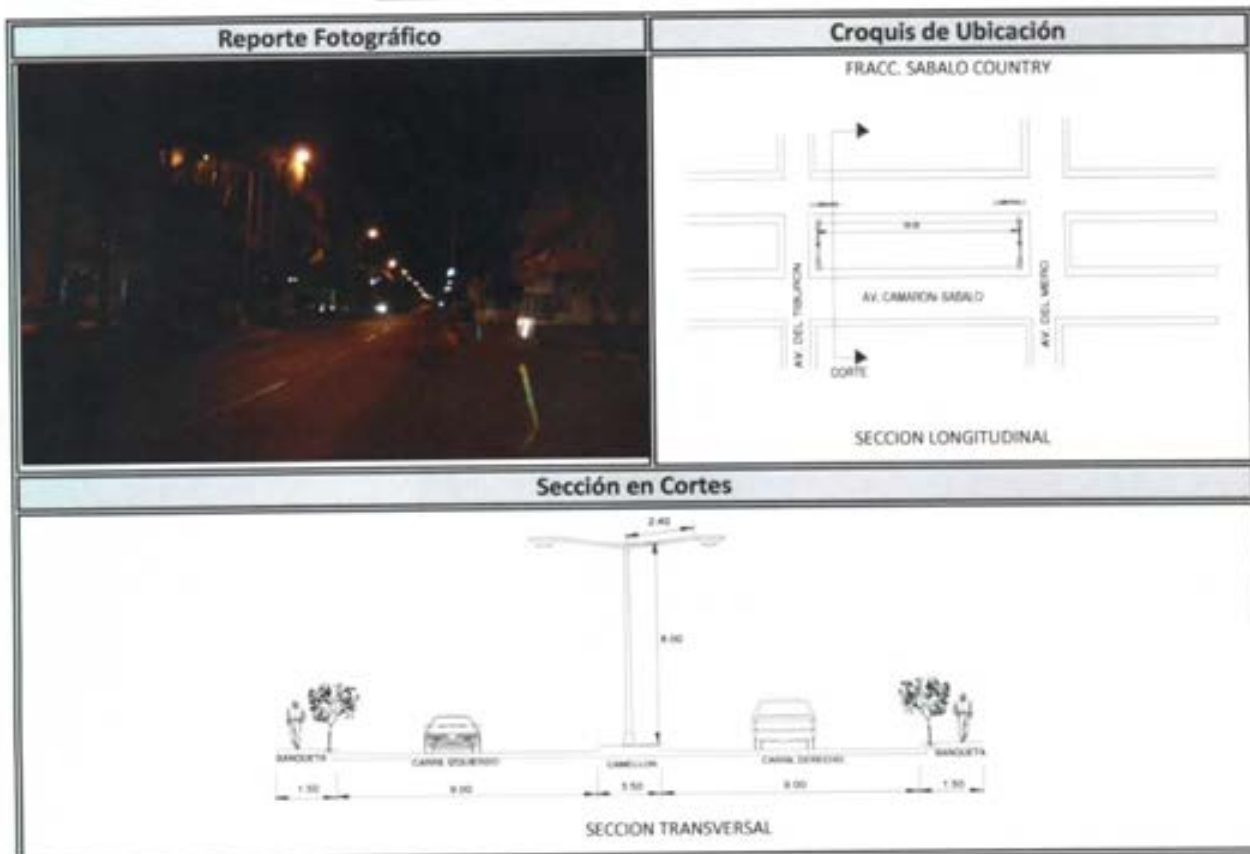 Reporte Fotográfico
Croquis de Ubicación
FRACC. SABALO COUNTRY
AV. CAMARON-SABALO
AV. DEL TIBURON
AV. DEL MERO
CORTE
SECCION LONGITUDINAL
Sección en Cortes
2.40
8.00
BANQUETA
CARRIL IZQUIERDO
CAMELLON
CARRIL DERECHO
BANQUETA
1.50
9.00
3.50
9.00
1.50
SECCION TRANSVERSAL